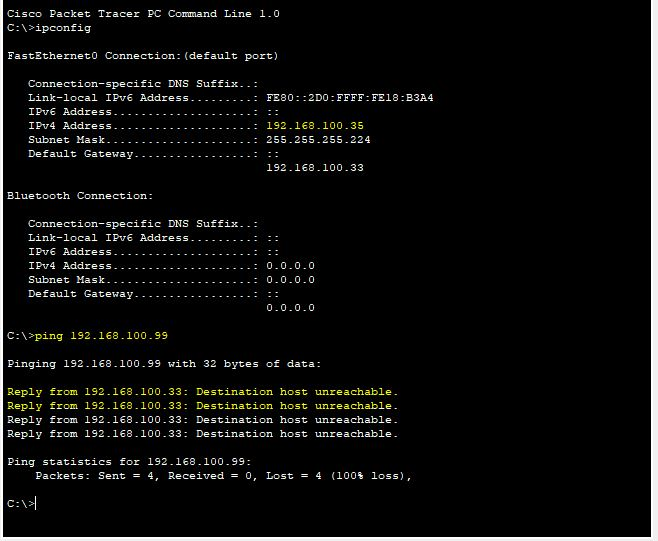 Cisco Packet Tracer PC Command Line 1.0
C:\>ipconfig
FastEthernet0 Connection:(default port)
Connection-specific DNS Suffix..:
Link-local IPv6 Address.........: FE80::2D0:FFFF:FE18:B3A4
IPv6 Address....................: ::
IPv4 Address....................: 192.168.100.35
Subnet Mask.....................: 255.255.255.224
Default Gateway.................: ::
192.168.100.33
Bluetooth Connection:
Connection-specific DNS Suffix..:
Link-local IPv6 Address.........: ::
IPv6 Address....................: ::
IPv4 Address....................: 0.0.0.0
Subnet Mask.....................: 0.0.0.0
Default Gateway.................: ::
0.0.0.0
C:\>ping 192.168.100.99
Pinging 192.168.100.99 with 32 bytes of data:
Reply from 192.168.100.33: Destination host unreachable.
Reply from 192.168.100.33: Destination host unreachable.
Reply from 192.168.100.33: Destination host unreachable.
Reply from 192.168.100.33: Destination host unreachable.
Ping statistics for 192.168.100.99:
Packets: Sent = 4, Received = 0, Lost = 4 (100% loss),
C:\>